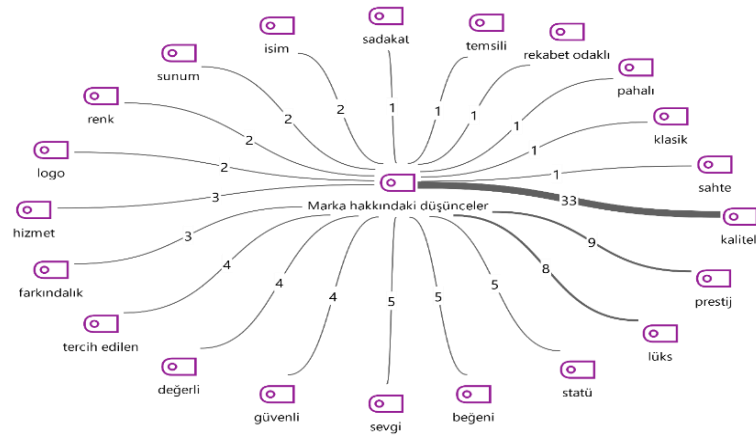 sadakat
isim
temsili
sunum
rekabet odaklı
renk
pahalı
logo
klasik
hizmet
sahte
farkındalık
kalitel
tercih edilen
prestij
değerli
lüks
güvenli
statü
sevgi
beğeni
Marka hakkındaki düşünceler
1
2
1
2
1
2
1
2
1
3
1
3
33
4
9
4
8
4
5
5
5